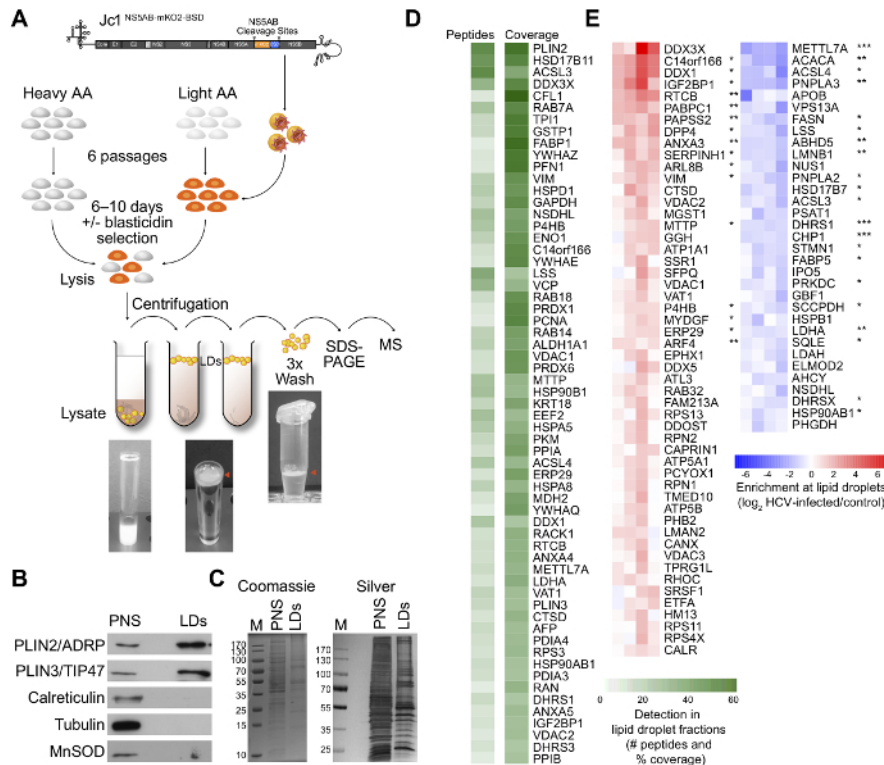 A
Jc1 NS5AB-mKO2-BSD
NS5AB
Cleavage Sites
Heavy AA
Light AA
6 passages
6–10 days
+/- blasticidin
selection
Lysis
Centrifugation
LDs
3x
Wash
SDS-
PAGE
MS
Lysate
B
PNS
LDs
PLIN2/ADRP
PLIN3/TIP47
Calreticulin
Tubulin
MnSOD
C
Coomassie
Silver
M
PNS
LDs
M
PNS
LDs
170
130
100
70
55
35
25
15
10
170
130
100
70
55
35
25
D
Peptides
Coverage
PLIN2
HSD17B11
ACSL3
DDX3X
CFL1
RAB7A
TPI1
GSTP1
FABP1
YWHAZ
PFN1
VIM
HSPD1
GAPDH
NSDHL
P4HB
ENO1
C14orf166
YWHAE
LSS
VCP
RAB18
PRDX1
PCNA
RAB14
ALDH1A1
VDAC1
PRDX6
MTTP
HSP90B1
KRT18
EEF2
HSPA5
PKM
PPIA
ACSL4
ERP29
HSPA8
MDH2
YWHAQ
DDX1
RACK1
RTCB
ANXA4
METTL7A
LDHA
VAT1
PLIN3
CTSD
AFP
PDIA4
RPS3
HSP90AB1
PDIA3
RAN
DHRS1
ANXA5
IGF2BP1
VDAC2
DHRS3
PPIB
E
DDX3X
C14orf166 *
DDX1 *
IGF2BP1 *
RTCB **
PABPC1 **
PAPSS2 **
DPP4 *
ANXA3 **
SERPINH1 *
ARL8B *
VIM *
CTSD
VDAC2
MGST1
MTTP *
GGH
ATP1A1
SSR1
SFPQ
VDAC1
VAT1
P4HB *
MYDGF *
ERP29 *
ARF4 **
EPHX1
DDX5
ATL3
RAB32
FAM213A
RPS13
DDOST
RPN2
CAPRIN1
ATP5A1
PCYOX1
RPN1
TMED10
ATP5B
PHB2
LMAN2
CANX
VDAC3
TPRG1L
RHOC
SRSF1
ETFA
HM13
RPS11
RPS4X
CALR
METTL7A ***
ACACA **
ACSL4 *
PNPLA3 **
APOB
VPS13A
FASN *
LSS *
ABHD5 **
LMNB1 **
NUS1
PNPLA2 *
HSD17B7 *
ACSL3 *
PSAT1
DHRS1 ***
CHP1 ***
STMN1 *
FABP5 *
IPO5
PRKDC *
GBF1
SCCPDH *
HSPB1
LDHA **
SQLE *
LDAH
ELMOD2
AHCY
NSDHL
DHRSX *
HSP90AB1 *
PHGDH
-6 -2 0 2 6
Enrichment at lipid droplets
(log2 HCV-infected/control)
0 20 40 60
Detection in
lipid droplet fractions
(# peptides and
% coverage)